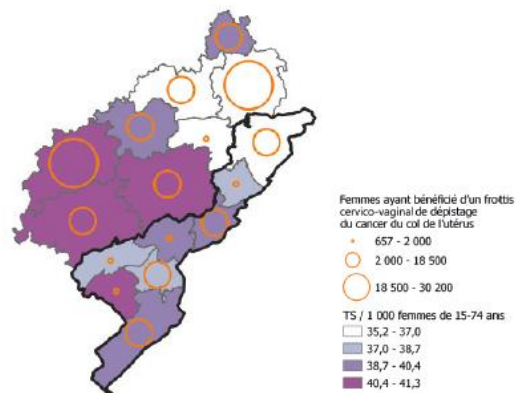 Femmes ayant bénéficié d'un frottis
cervico-vaginal de dépistage
du cancer du col de l'utérus
657 - 2 000
2 000 - 18 500
18 500 - 30 200
TS / 1 000 femmes de 15-74 ans
35,2 - 37,0
37,0 - 38,7
38,7 - 40,4
40,4 - 41,3